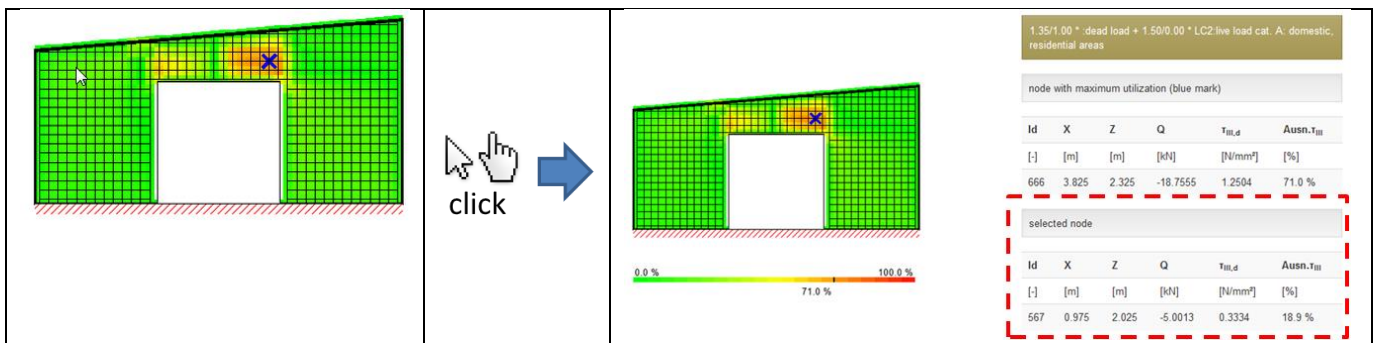 click
0.0 %
100.0 %
71.0 %
1.35/1.00 * :dead load + 1.50/0.00 * LC2:live load cat. A: domestic,
residential areas
node with maximum utilization (blue mark)
Id X Z Q τIII,d Ausn.τIII
[-] [m] [m] [kN] [N/mm²] [%]
666 3.825 2.325 -18.7555 1.2504 71.0 %
selected node
Id X Z Q τIII,d Ausn.τIII
[-] [m] [m] [kN] [N/mm²] [%]
567 0.975 2.025 -5.0013 0.3334 18.9 %